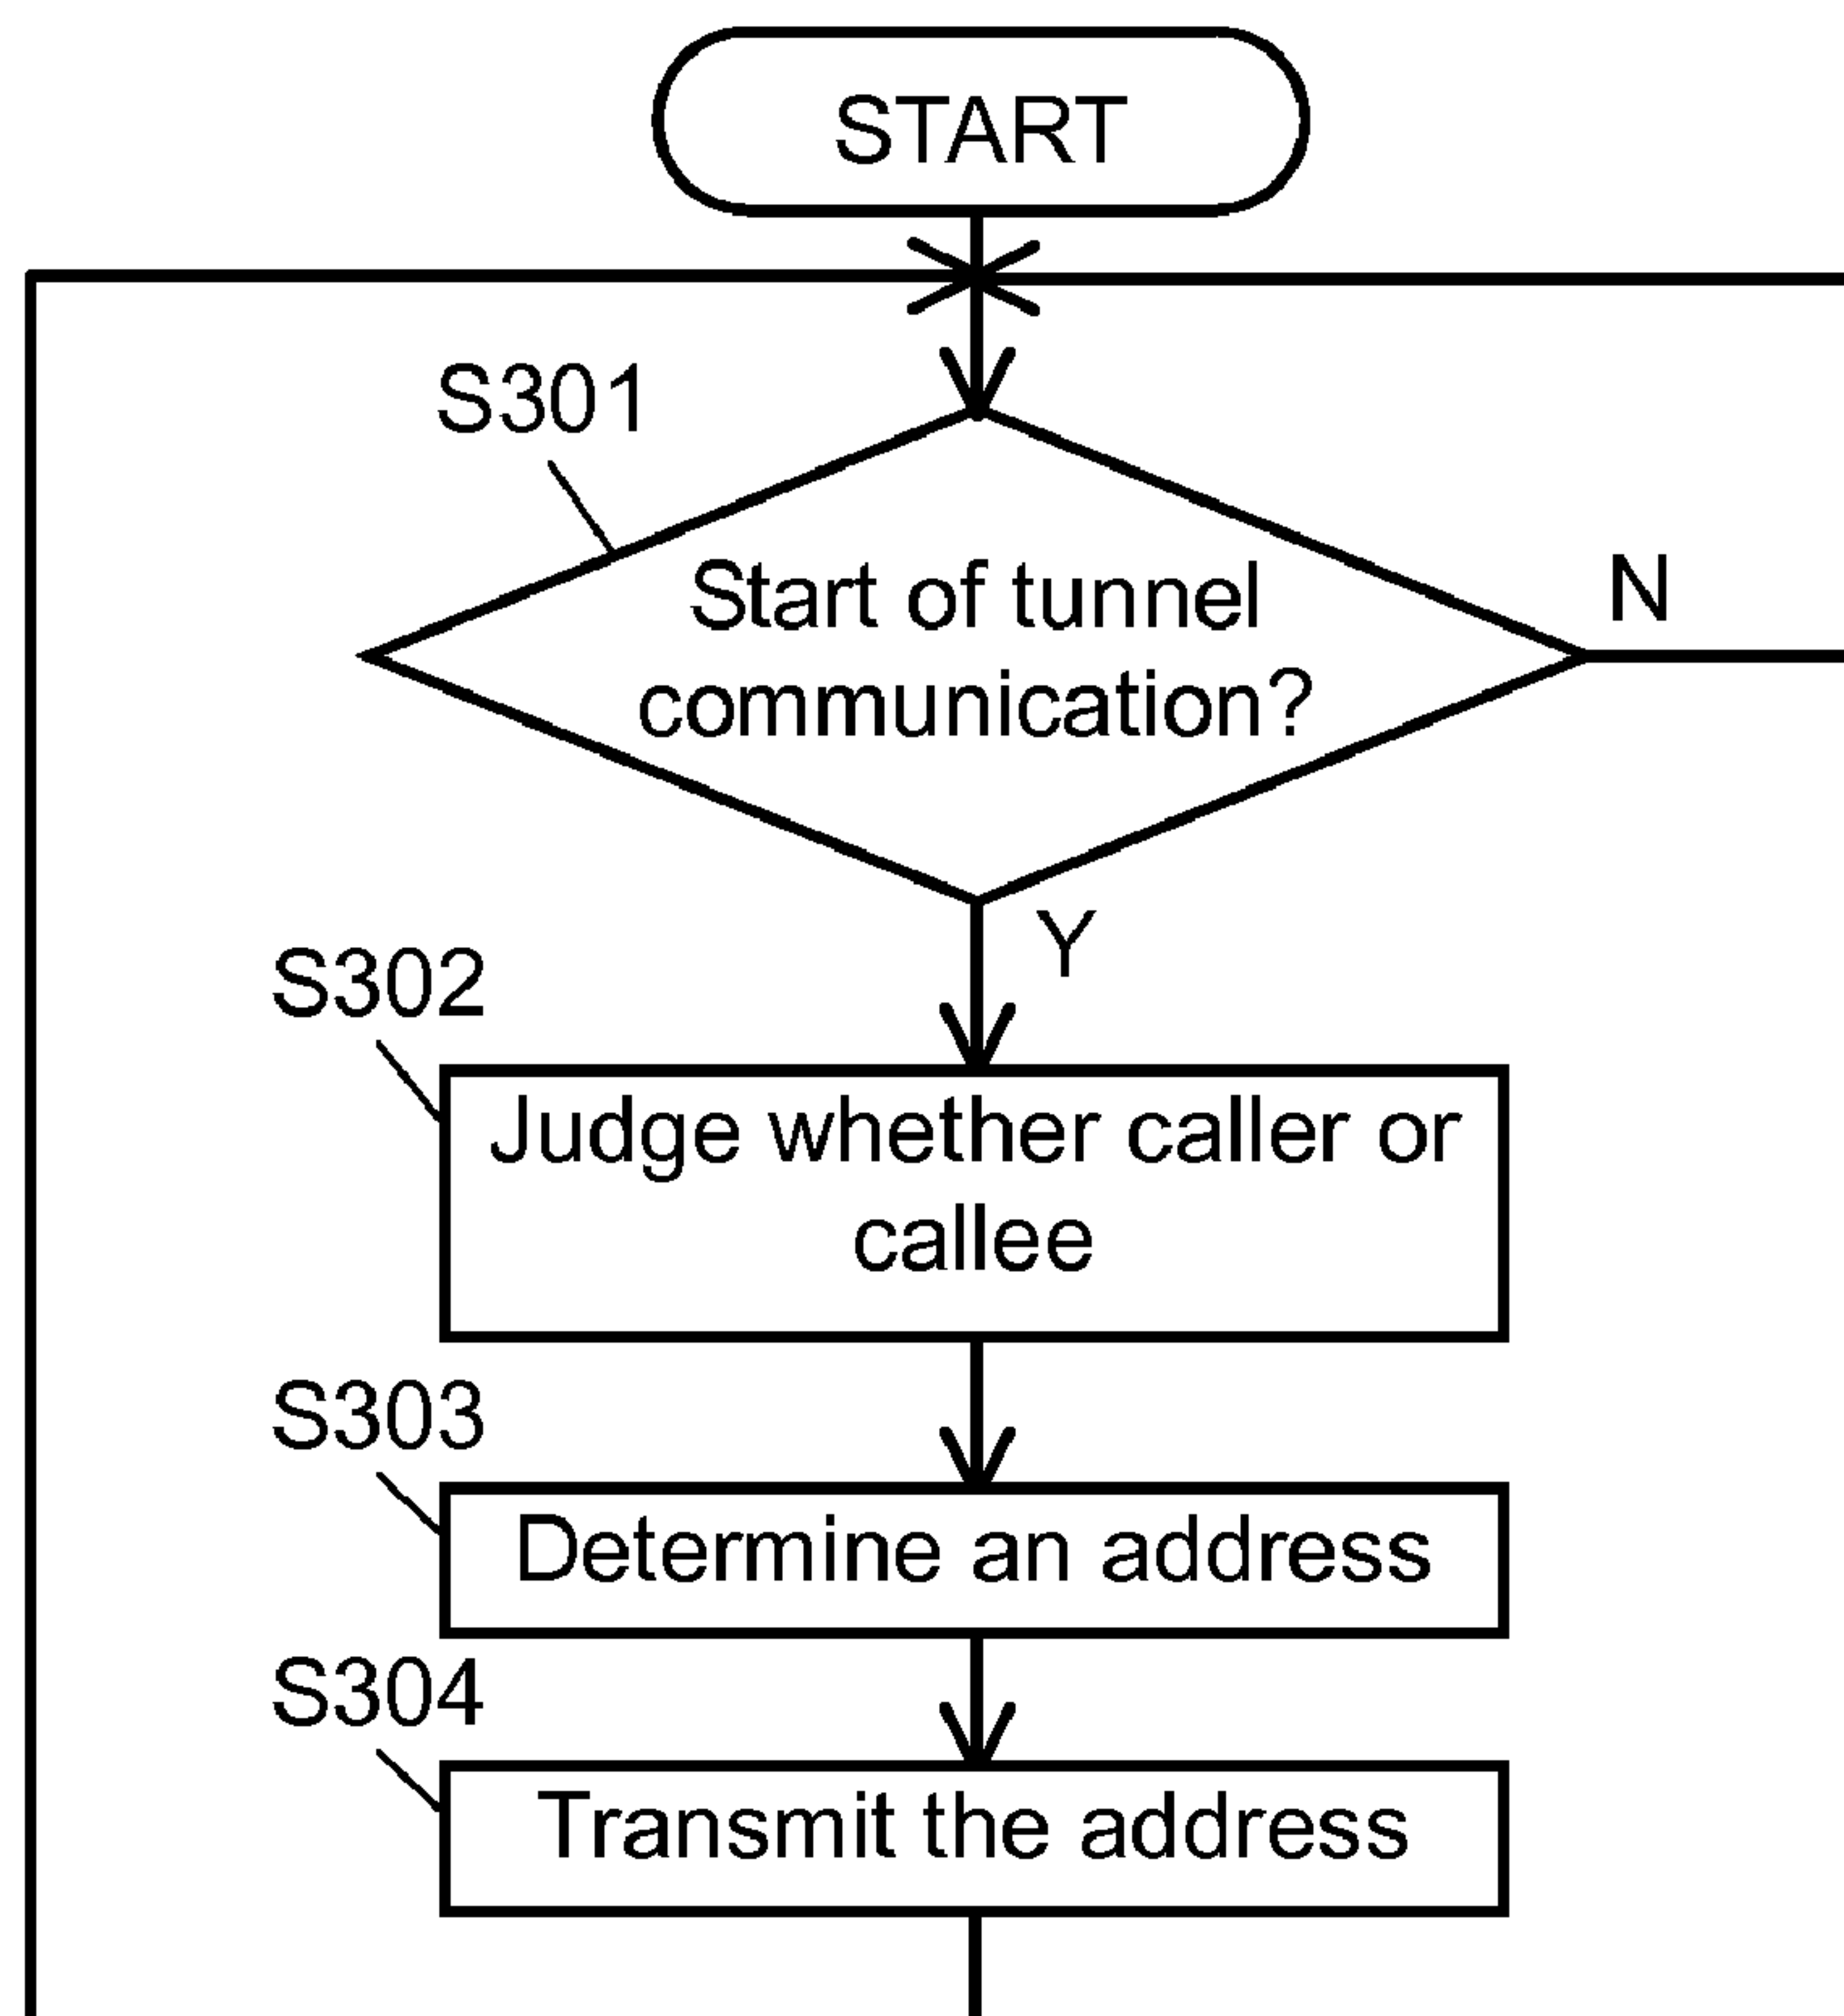 START
S301
Start of tunnel
communication?
N
Y
S302
Judge whether caller or
callee
S303
Determine an address
S304
Transmit the address